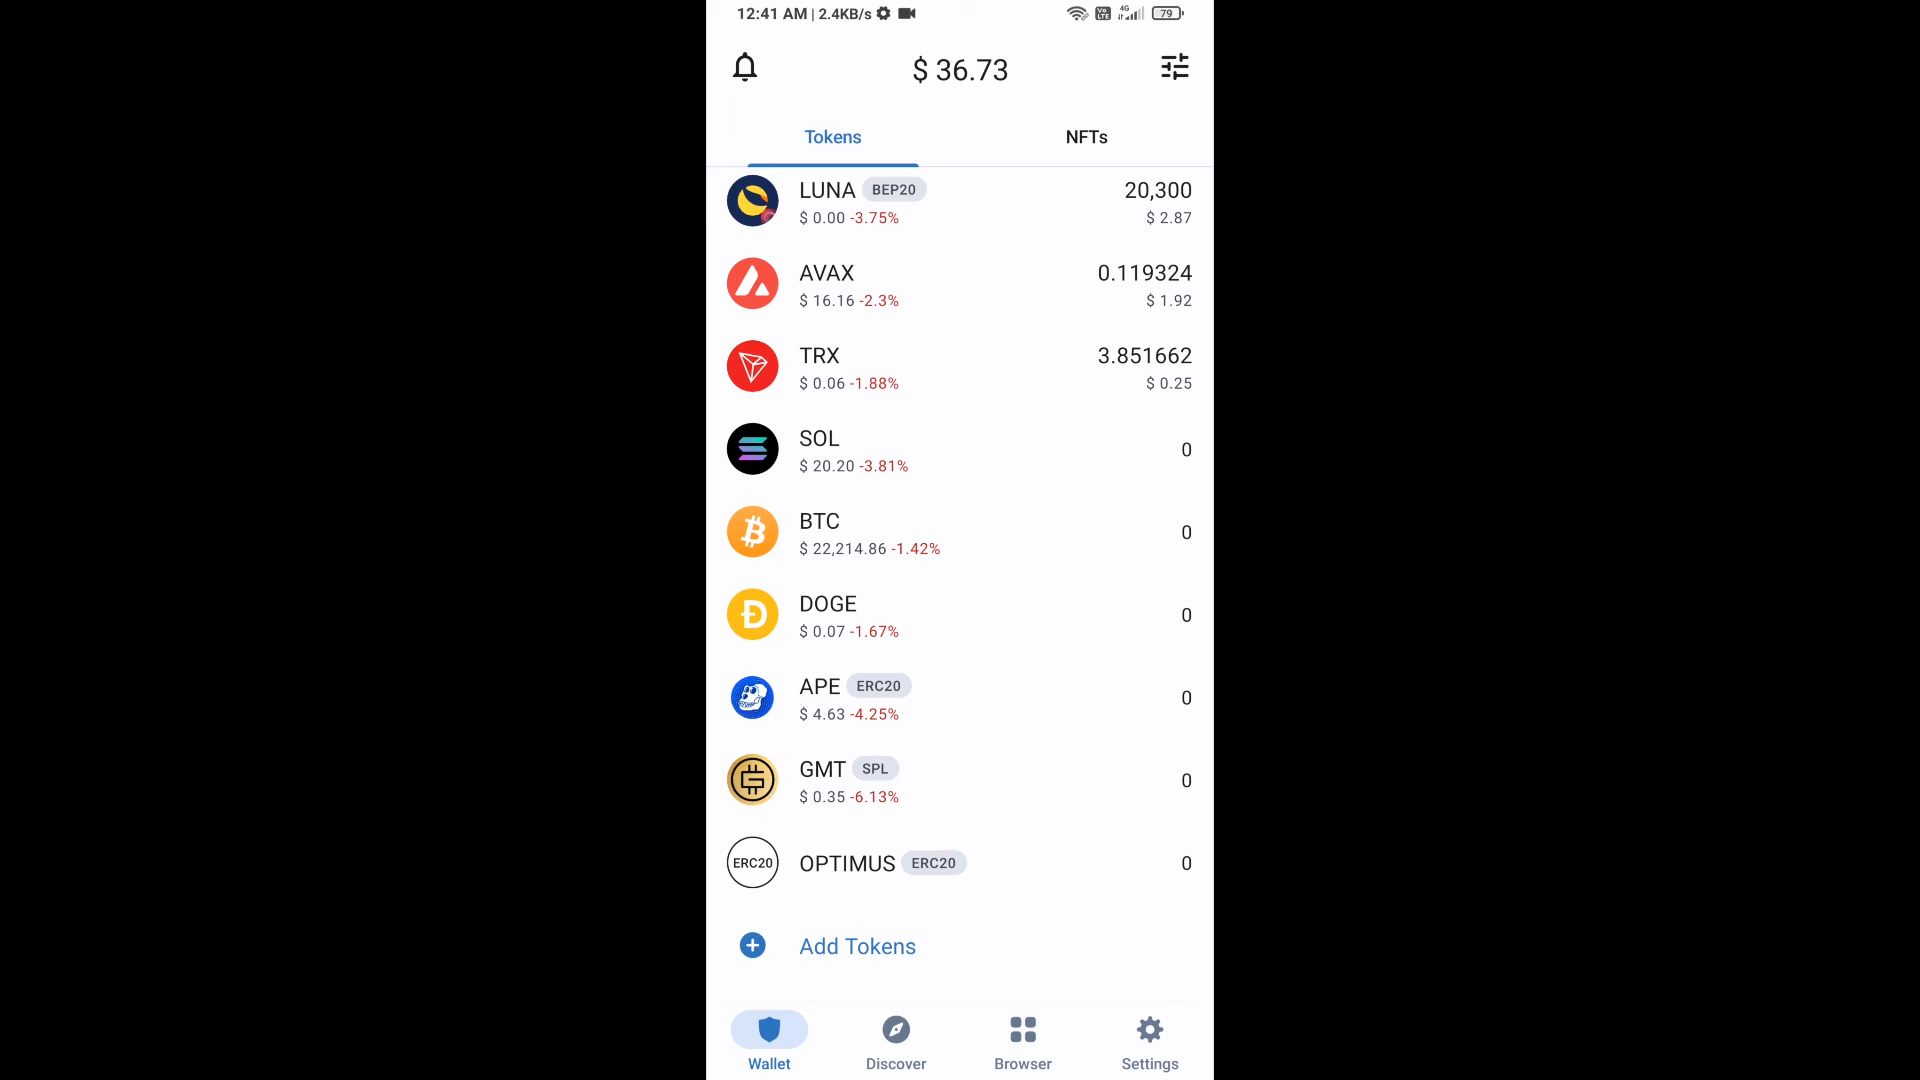 12:41 AM | 2.4KB/s
Vo LTE 4G 79
$ 36.73
Tokens NFTs
LUNA BEP20 20,300
$ 0.00 -3.75% $ 2.87
AVAX 0.119324
$ 16.16 -2.3% $ 1.92
TRX 3.851662
$ 0.06 -1.88% $ 0.25
SOL 0
$ 20.20 -3.81%
BTC 0
$ 22,214.86 -1.42%
DOGE 0
$ 0.07 -1.67%
APE ERC20 0
$ 4.63 -4.25%
GMT SPL 0
$ 0.35 -6.13%
ERC20 OPTIMUS ERC20 0
Add Tokens
Wallet Discover Browser Settings